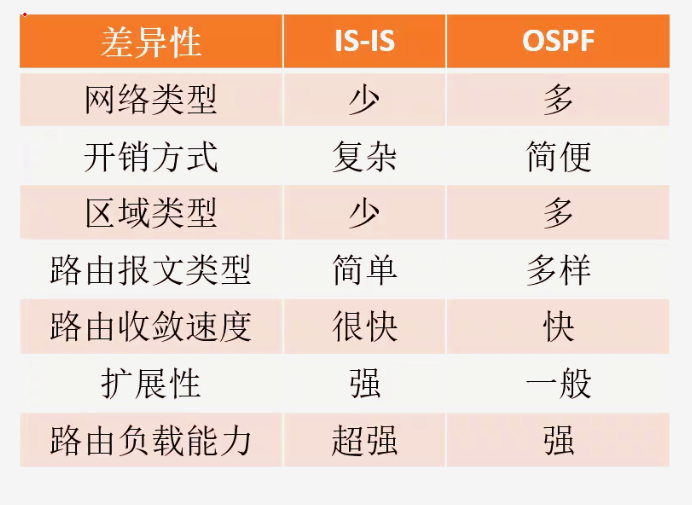 差异性 IS-IS OSPF
网络类型 少 多
开销方式 复杂 简便
区域类型 少 多
路由报文类型 简单 多样
路由收敛速度 很快 快
扩展性 强 一般
路由负载能力 超强 强